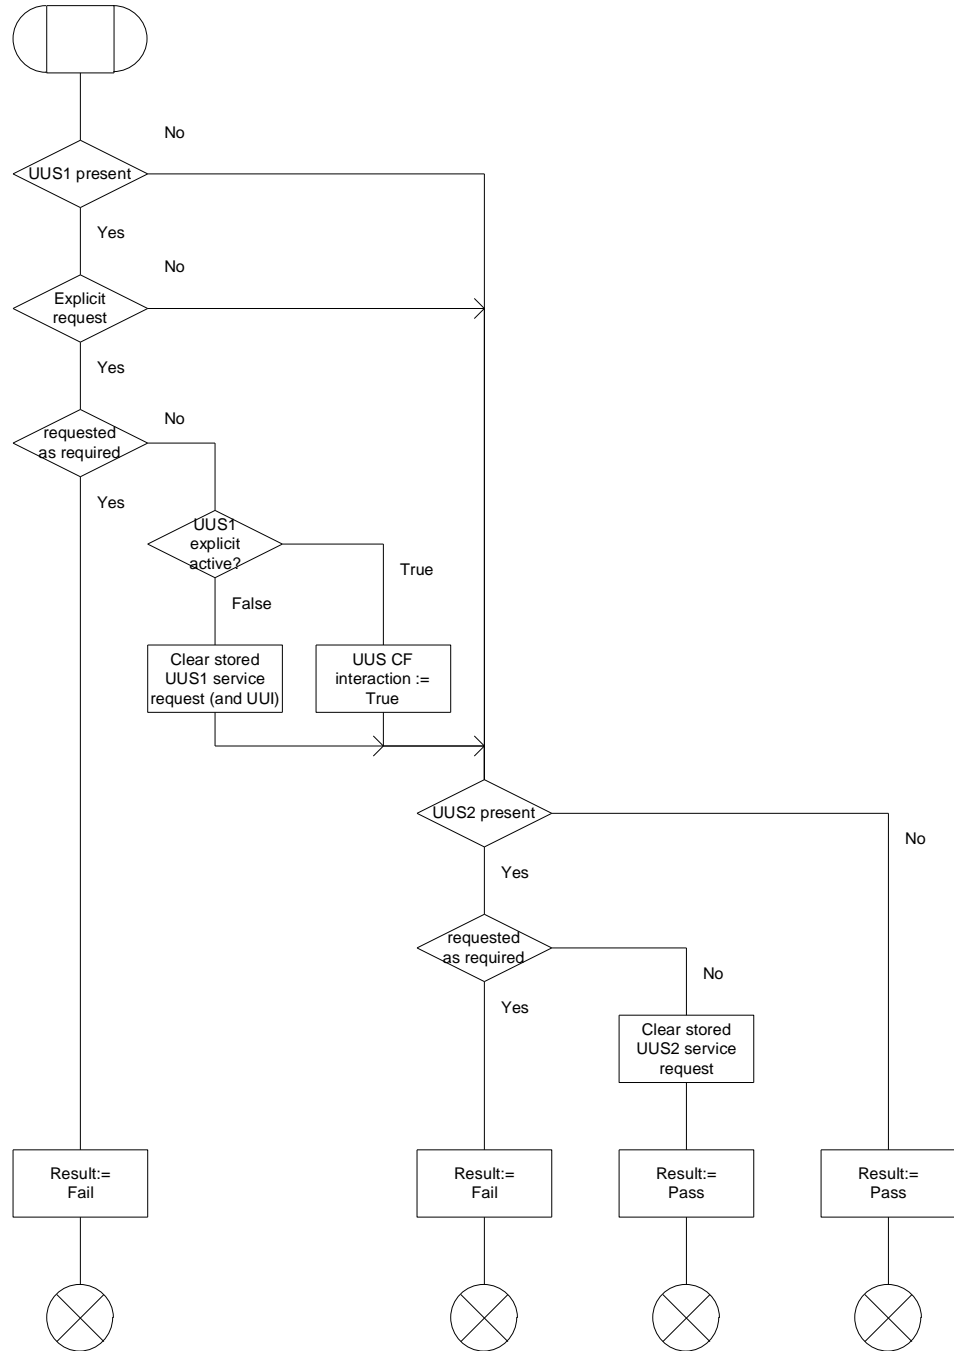 No
UUS1 present
Yes
No
Explicit
request
Yes
No
requested
as required
Yes
UUS1
explicit
active?
True
False
Clear stored
UUS1 service
request (and UUI)
UUS CF
interaction :=
True
UUS2 present
No
Yes
requested
as required
No
Yes
Clear stored
UUS2 service
request
Result:=
Fail
Result:=
Fail
Result:=
Pass
Result:=
Pass